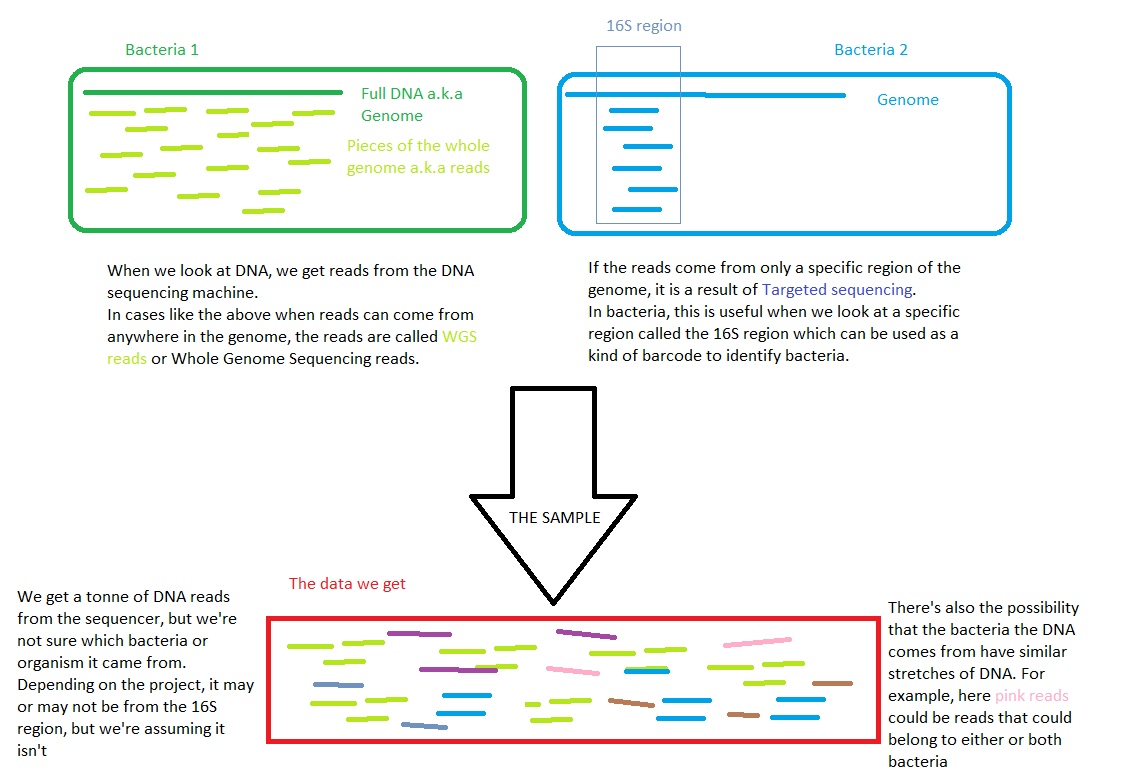 16S region
Bacteria 1
Bacteria 2
Full DNA a.k.a
Genome
Pieces of the whole
genome a.k.a reads
Genome
When we look at DNA, we get reads from the DNA
sequencing machine.
In cases like the above when reads can come from
anywhere in the genome, the reads are called WGS
reads or Whole Genome Sequencing reads.
If the reads come from only a specific region of the
genome, it is a result of Targeted sequencing.
In bacteria, this is useful when we look at a specific
region called the 16S region which can be used as a
kind of barcode to identify bacteria.
THE SAMPLE
The data we get
We get a tonne of DNA reads
from the sequencer, but we're
not sure which bacteria or
organism it came from.
Depending on the project, it may
or may not be from the 16S
region, but we're assuming it
isn't
There's also the possibility
that the bacteria the DNA
comes from have similar
stretches of DNA. For
example, here pink reads
could be reads that could
belong to either or both
bacteria